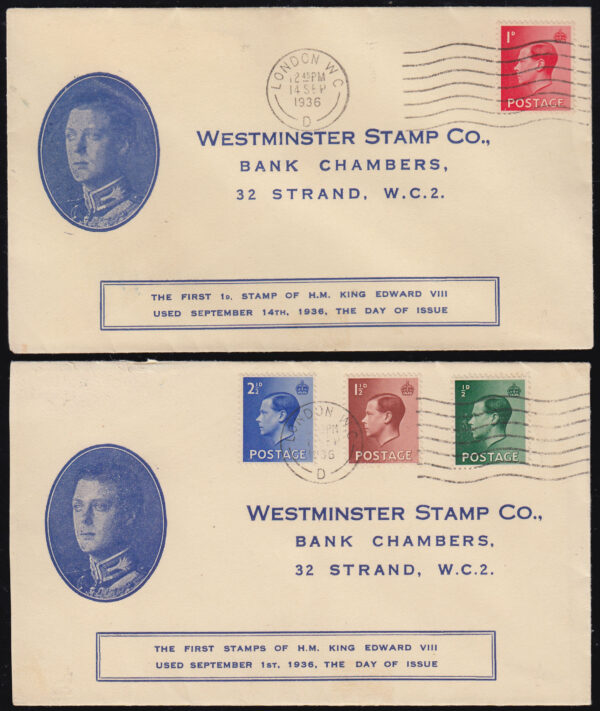 1D
POSTAGE
LONDON W.C
12 45 PM
14 SEP
1936
D
WESTMINSTER STAMP CO.,
BANK CHAMBERS,
32 STRAND, W.C.2.
THE FIRST 1D. STAMP OF H.M. KING EDWARD VIII
USED SEPTEMBER 14TH, 1936, THE DAY OF ISSUE
2½D
POSTAGE
1½D
POSTAGE
½D
POSTAGE
LONDON W.C
PM
1936
D
WESTMINSTER STAMP CO.,
BANK CHAMBERS,
32 STRAND, W.C.2.
THE FIRST STAMPS OF H.M. KING EDWARD VIII
USED SEPTEMBER 1ST, 1936, THE DAY OF ISSUE